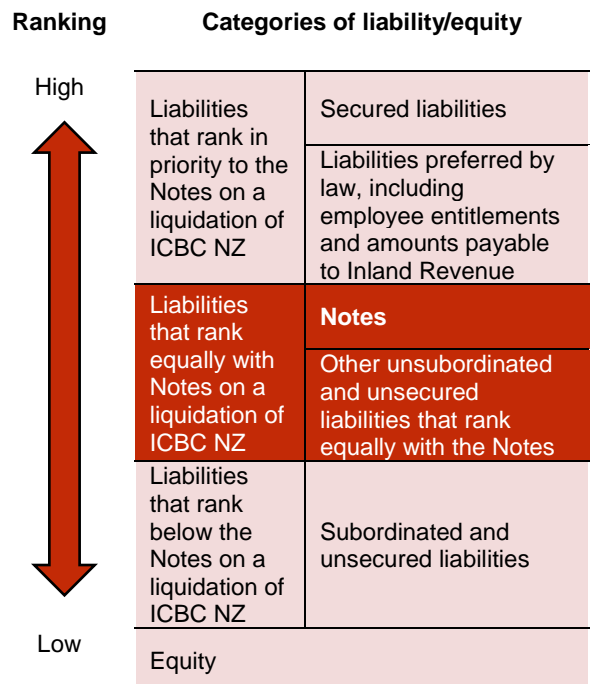 Ranking
Categories of liability/equity
High
Liabilities
that rank in
priority to the
Notes on a
liquidation of
ICBC NZ
Secured liabilities
Liabilities preferred by
law, including
employee entitlements
and amounts payable
to Inland Revenue
Liabilities
that rank
equally with
Notes on a
liquidation of
ICBC NZ
Notes
Other unsubordinated
and unsecured
liabilities that rank
equally with the Notes
Liabilities
that rank
below the
Notes on a
liquidation of
ICBC NZ
Subordinated and
unsecured liabilities
Low
Equity